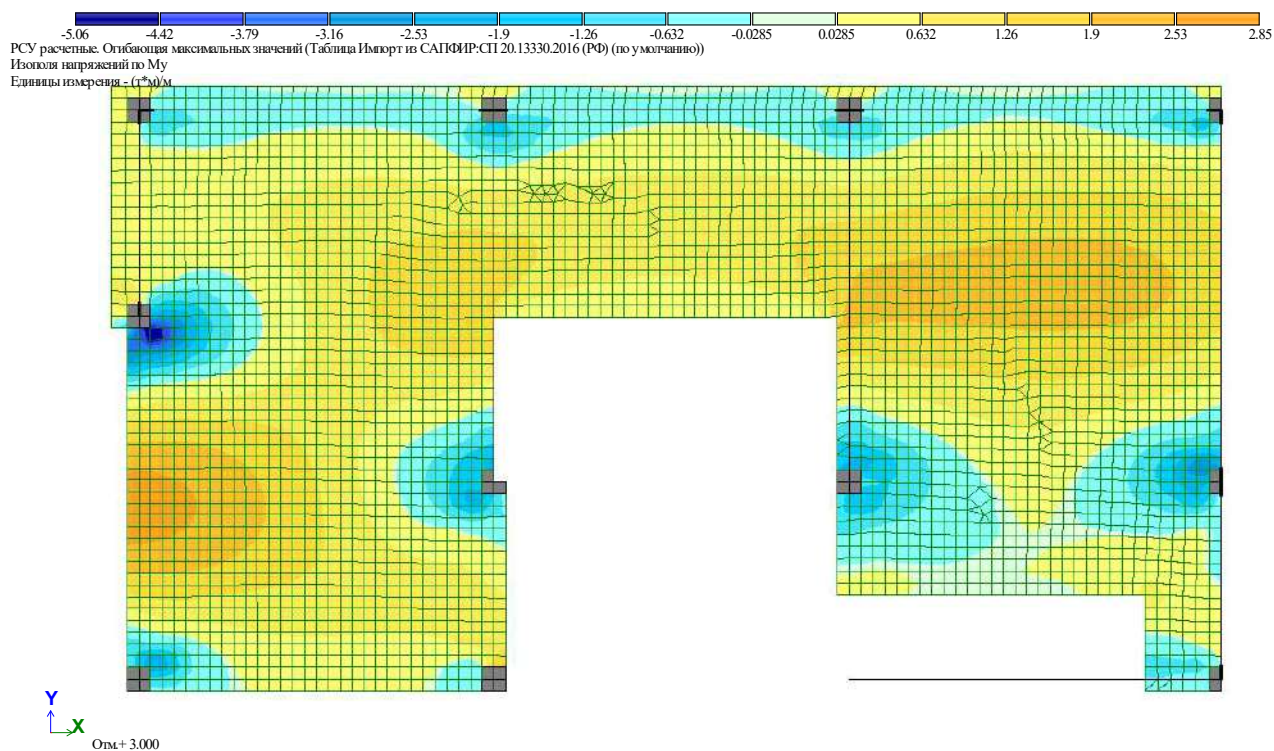 -5.06 -4.42 -3.79 -3.16 -2.53 -1.9 -1.26 -0.632 -0.0285 0.0285 0.632 1.26 1.9 2.53 2.85
РСУ расчетные. Огибающая максимальных значений (Таблица Импорт из САПФИР:СП 20.13330.2016 (РФ) (по умолчанию))
Изополя напряжений по My
Единицы измерения - (т*м)/м
Y
X
Отм.+ 3.000